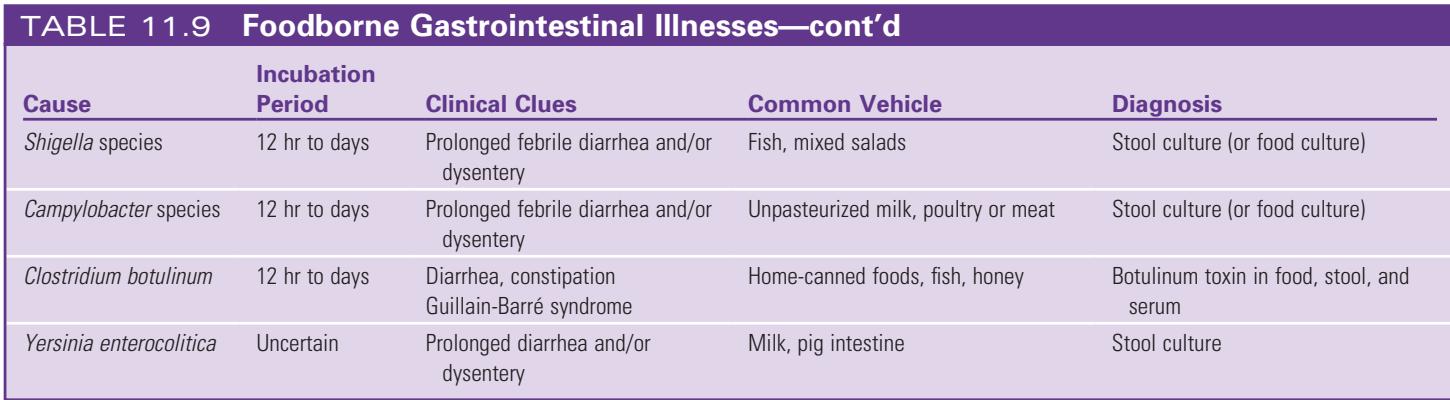 TABLE 11.9 Foodborne Gastrointestinal Illnesses—cont'd
Incubation
Cause Period Clinical Clues Common Vehicle Diagnosis
Shigella species 12 hr to days Prolonged febrile diarrhea and/or Fish, mixed salads Stool culture (or food culture)
dysentery
Campylobacter species 12 hr to days Prolonged febrile diarrhea and/or Unpasteurized milk, poultry or meat Stool culture (or food culture)
dysentery
Clostridium botulinum 12 hr to days Diarrhea, constipation Home-canned foods, fish, honey Botulinum toxin in food, stool, and
Guillain-Barré syndrome serum
Yersinia enterocolitica Uncertain Prolonged diarrhea and/or Milk, pig intestine Stool culture
dysentery